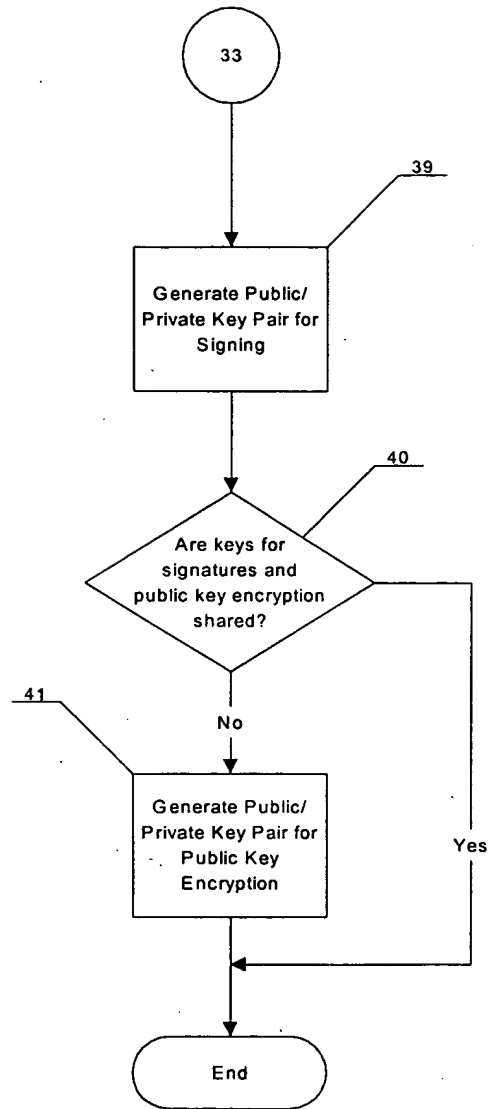 33
39
Generate Public/
Private Key Pair for
Signing
40
Are keys for
signatures and
public key encryption
shared?
41
No
Generate Public/
Private Key Pair for
Public Key
Encryption
Yes
End